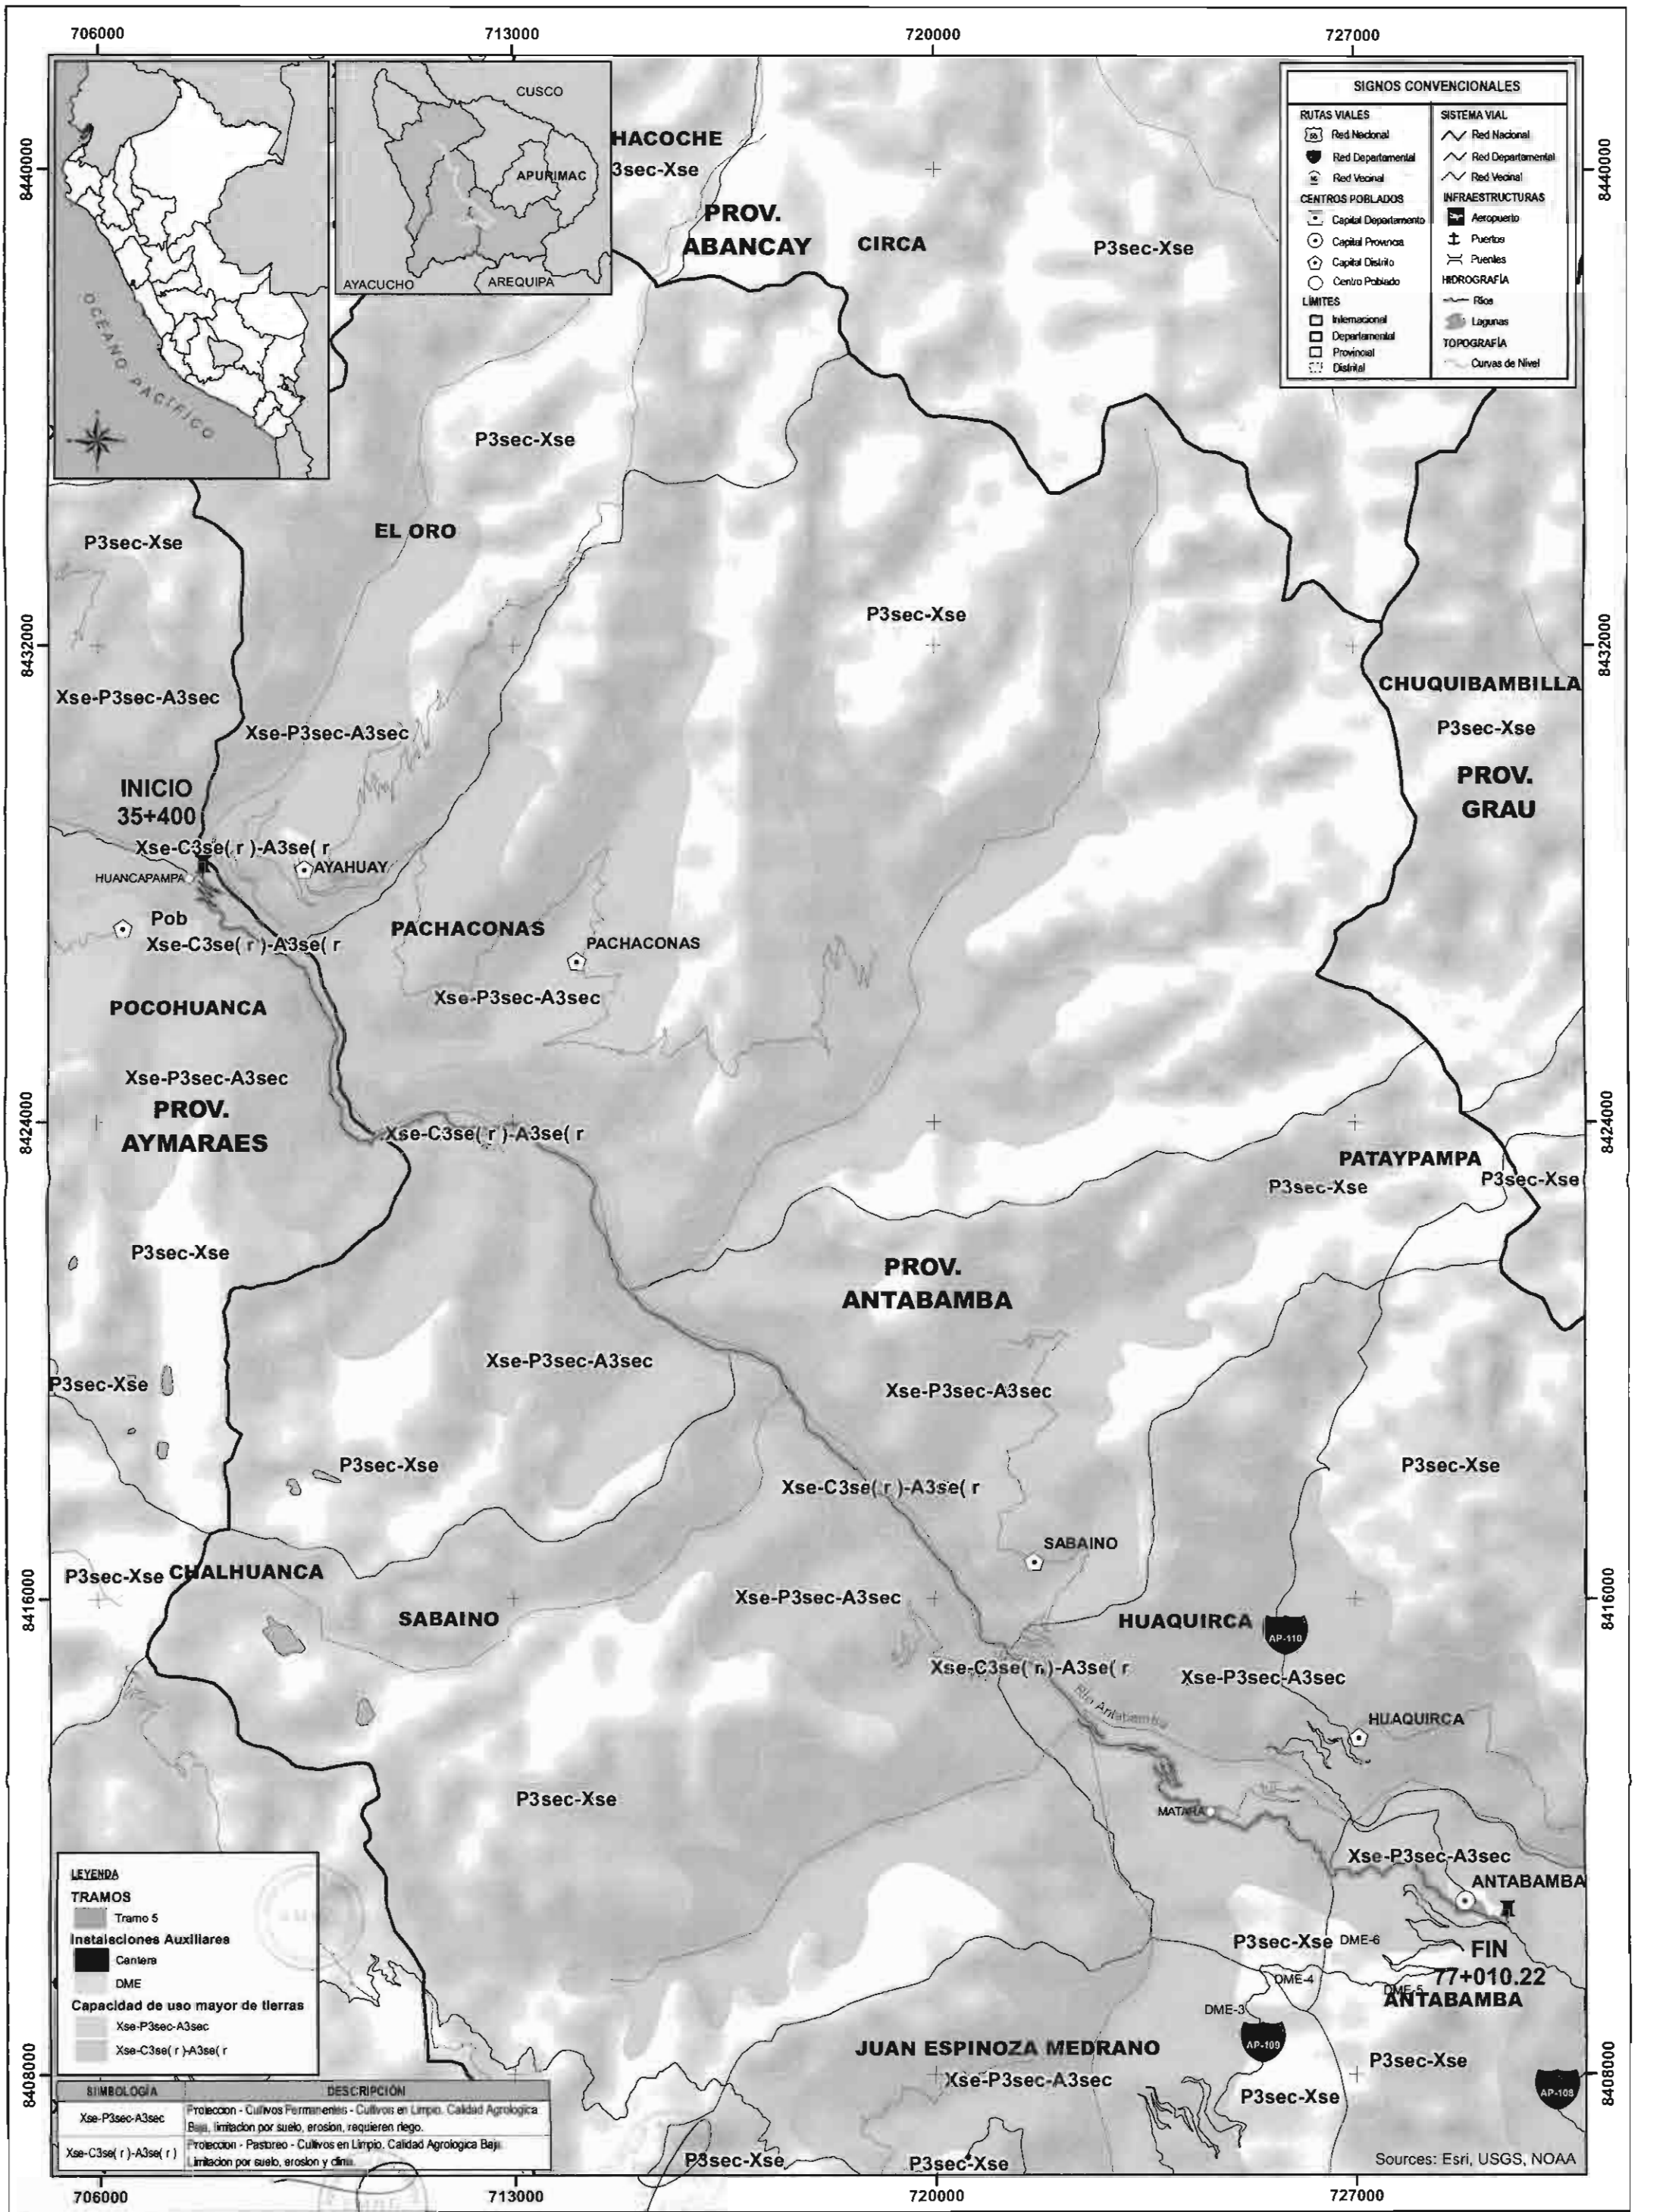 706000
713000
720000
727000
8440000
8432000
8424000
8416000
8408000
8440000
8432000
8424000
8416000
8408000
OCEANO PACIFICO
CUSCO
APURIMAC
AYACUCHO
AREQUIPA
SIGNOS CONVENCIONALES
RUTAS VIALES
Red Nacional
Red Departamental
Red Vecinal
CENTROS POBLADOS
Capital Departamento
Capital Provincia
Capital Distrito
Centro Poblado
LÍMITES
Internacional
Departamental
Provincial
Distrital
SISTEMA VIAL
Red Nacional
Red Departamental
Red Vecinal
INFRAESTRUCTURAS
Aeropuerto
Puertos
Puentes
HIDROGRAFÍA
Ríos
Lagunas
TOPOGRAFÍA
Curvas de Nivel
HACOCHE
3sec-Xse
PROV.
ABANCAY
CIRCA
P3sec-Xse
P3sec-Xse
P3sec-Xse
EL ORO
P3sec-Xse
CHUQUIBAMBILLA
P3sec-Xse
PROV.
GRAU
Xse-P3sec-A3sec
Xse-P3sec-A3sec
INICIO
35+400
Xse-C3se( r )-A3se( r
HUANCAPAMPA
AYAHUAY
Pob
Xse-C3se( r )-A3se( r
PACHACONAS
PACHACONAS
Xse-P3sec-A3sec
POCOHUANCA
Xse-P3sec-A3sec
PROV.
AYMARAES
Xse-C3se( r )-A3se( r
PATAYPAMPA
P3sec-Xse
P3sec-Xse
P3sec-Xse
PROV.
ANTABAMBA
Xse-P3sec-A3sec
P3sec-Xse
Xse-P3sec-A3sec
P3sec-Xse
P3sec-Xse
Xse-C3se( r )-A3se( r
SABAINO
P3sec-Xse
CHALHUANCA
Xse-P3sec-A3sec
SABAINO
HUAQUIRCA
AP-110
Xse-C3se( r )-A3se( r
Xse-P3sec-A3sec
Río Antabamba
HUAQUIRCA
P3sec-Xse
MATARA
Xse-P3sec-A3sec
ANTABAMBA
P3sec-Xse
DME-6
FIN
77+010.22
DME-4
DME-5
ANTABAMBA
DME-3
AP-109
JUAN ESPINOZA MEDRANO
Xse-P3sec-A3sec
P3sec-Xse
P3sec-Xse
AP-108
P3sec-Xse
P3sec-Xse
Sources: Esri, USGS, NOAA
LEYENDA
TRAMOS
Tramo 5
Instalaciones Auxiliares
Cantera
DME
Capacidad de uso mayor de tierras
Xse-P3sec-A3sec
Xse-C3se( r )-A3se( r
SIIMBOLOGÍA
DESCRIPCIÓN
Xse-P3sec-A3sec
Proteccion - Cultivos Permanentes - Cultivos en Limpio. Calidad Agrologica
Baja, limitacion por suelo, erosion, requieren riego.
Xse-C3se( r )-A3se( r )
Proteccion - Pastoreo - Cultivos en Limpio. Calidad Agrologica Baja.
Limitacion por suelo, erosion y clima.
706000
713000
720000
727000